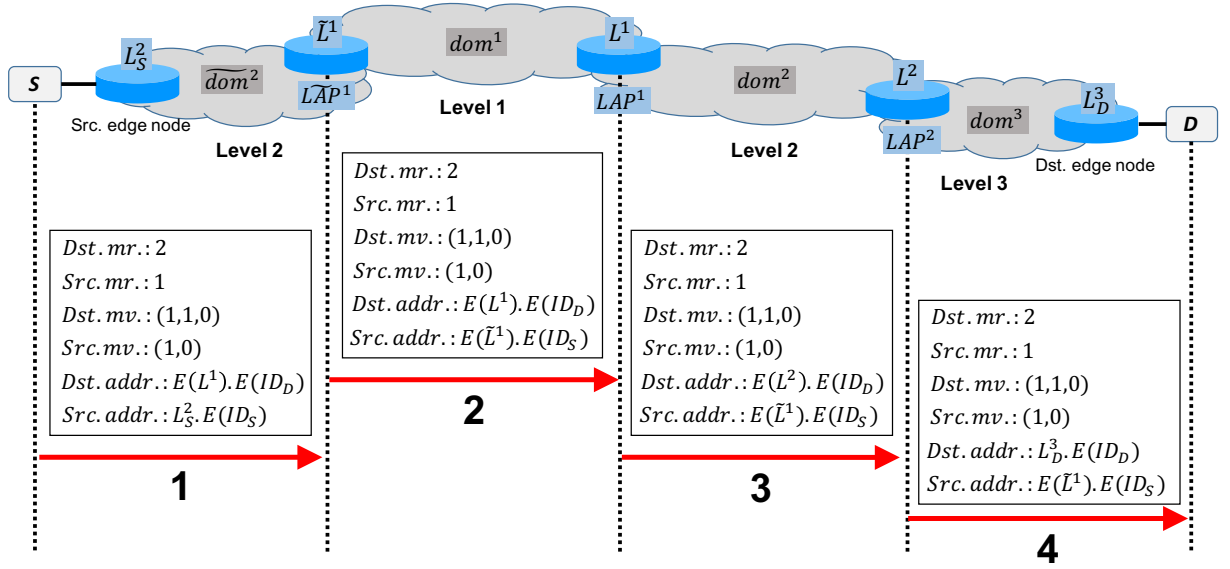 S
L_S^2
Src. edge node
\widetilde{dom}^2
Level 2
L̃^1
\widetilde{LAP}^1
dom^1
Level 1
L^1
LAP^1
dom^2
Level 2
L^2
LAP^2
dom^3
Level 3
L_D^3
Dst. edge node
D
Dst. mr.: 2
Src. mr.: 1
Dst. mv.: (1,1,0)
Src. mv.: (1,0)
Dst. addr.: E(L^1). E(ID_D)
Src. addr.: L_S^2. E(ID_S)
1
Dst. mr.: 2
Src. mr.: 1
Dst. mv.: (1,1,0)
Src. mv.: (1,0)
Dst. addr.: E(L^1). E(ID_D)
Src. addr.: E(L̃^1). E(ID_S)
2
Dst. mr.: 2
Src. mr.: 1
Dst. mv.: (1,1,0)
Src. mv.: (1,0)
Dst. addr.: E(L^2). E(ID_D)
Src. addr.: E(L̃^1). E(ID_S)
3
Dst. mr.: 2
Src. mr.: 1
Dst. mv.: (1,1,0)
Src. mv.: (1,0)
Dst. addr.: L_D^3. E(ID_D)
Src. addr.: E(L̃^1). E(ID_S)
4